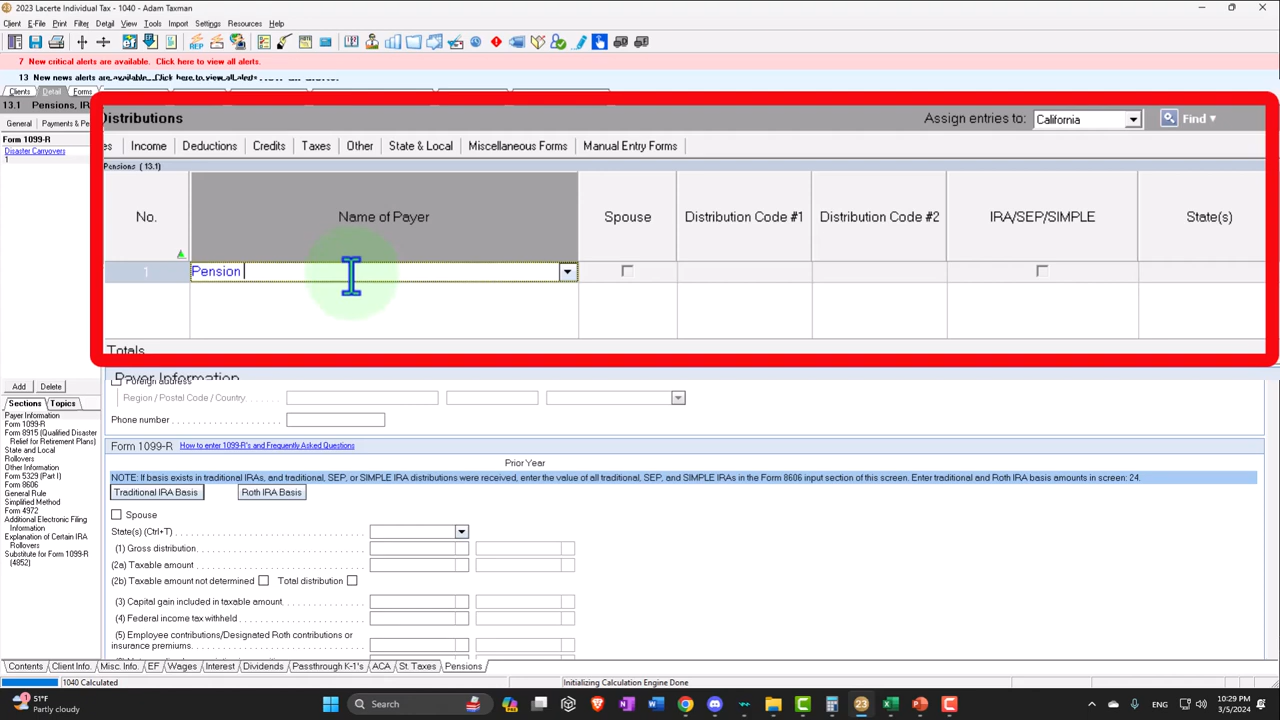 2023 Lacerte Individual Tax - 1040 - Adam Taxman
Client E-File Print Filter Detail View Tools Import Settings Resources Help
7 New critical alerts are available. Click here to view all alerts.
13 New news alerts are available. Click here to view all alerts
Clients Detail Forms
13.1 Pensions, IR
Distributions Assign entries to: California Find
General Payments & Pe
es Income Deductions Credits Taxes Other State & Local Miscellaneous Forms Manual Entry Forms
Form 1099-R
Disaster Carryovers
1
Pensions (13.1)
No. Name of Payer Spouse Distribution Code #1 Distribution Code #2 IRA/SEP/SIMPLE State(s)
1 Pension
Totals
Add Delete
Sections Topics
Payer Information
Form 1099-R
Form 8915 (Qualified Disaster
Relief for Retirement Plans)
State and Local
Rollovers
Other Information
Form 5329 (Part I)
Form 8606
General Rule
Simplified Method
Form 4972
Additional Electronic Filing
Information
Explanation of Certain IRA
Rollovers
Substitute for Form 1099-R
(4852)
Payer Information
Foreign address
Region / Postal Code / Country
Phone number
Form 1099-R How to enter 1099-R's and Frequently Asked Questions
Prior Year
NOTE: If basis exists in traditional IRAs, and traditional, SEP, or SIMPLE IRA distributions were received, enter the value of all traditional, SEP, and SIMPLE IRAs in the Form 8606 input section of this screen. Enter traditional and Roth IRA basis amounts in screen: 24.
Traditional IRA Basis Roth IRA Basis
Spouse
State(s) (Ctrl+T)
(1) Gross distribution
(2a) Taxable amount
(2b) Taxable amount not determined Total distribution
(3) Capital gain included in taxable amount
(4) Federal income tax withheld
(5) Employee contributions/Designated Roth contributions or
insurance premiums
Contents Client Info. Misc. Info. EF Wages Interest Dividends Passthrough K-1's ACA St. Taxes Pensions
1040 Calculated Initializing Calculation Engine Done
51°F
Partly cloudy
Search
10:29 PM
3/5/2024